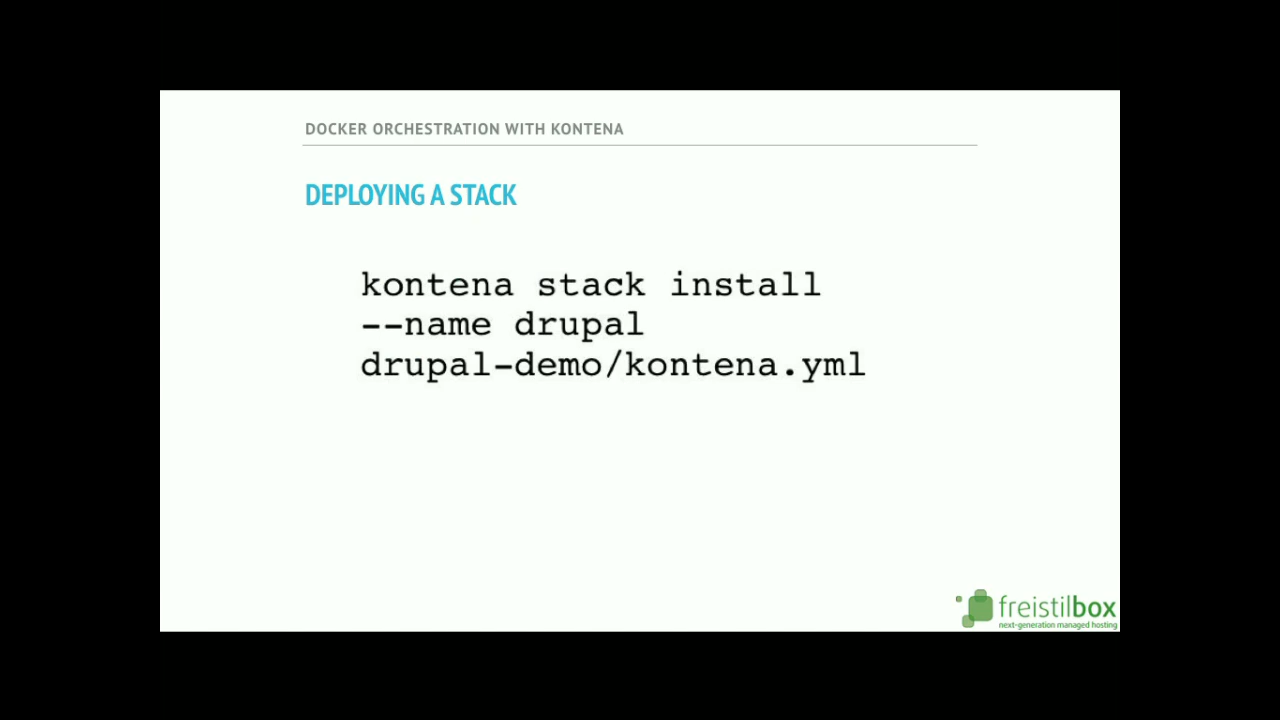 DOCKER ORCHESTRATION WITH KONTENA
DEPLOYING A STACK
kontena stack install
--name drupal
drupal-demo/kontena.yml
freistilbox
next-generation managed hosting